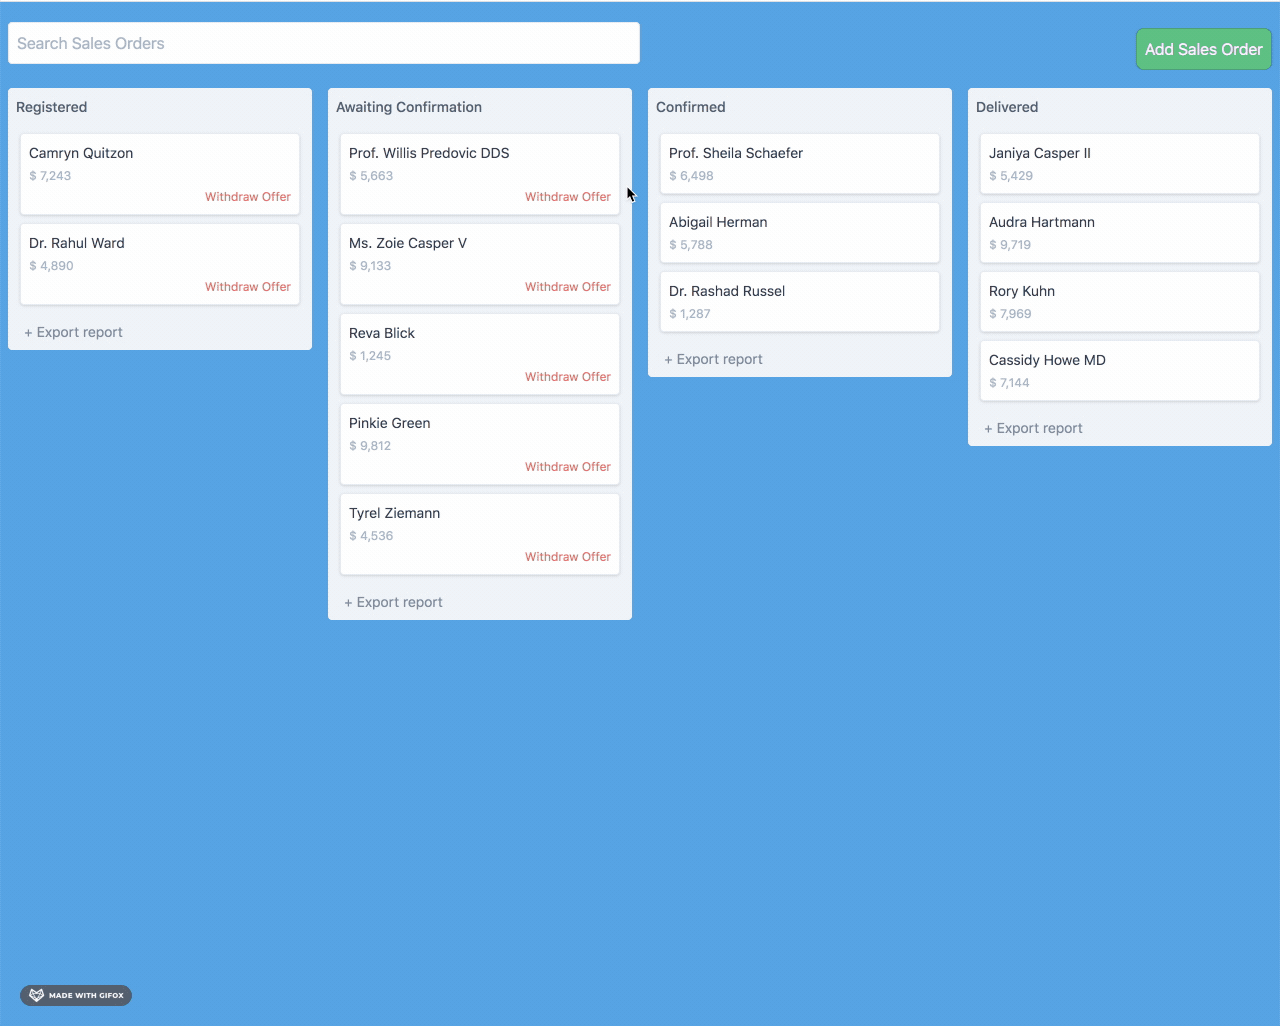 Search Sales Orders
Add Sales Order
Registered
Camryn Quitzon
$ 7,243
Withdraw Offer
Dr. Rahul Ward
$ 4,890
Withdraw Offer
+ Export report
Awaiting Confirmation
Prof. Willis Predovic DDS
$ 5,663
Withdraw Offer
Ms. Zoie Casper V
$ 9,133
Withdraw Offer
Reva Blick
$ 1,245
Withdraw Offer
Pinkie Green
$ 9,812
Withdraw Offer
Tyrel Ziemann
$ 4,536
Withdraw Offer
+ Export report
Confirmed
Prof. Sheila Schaefer
$ 6,498
Abigail Herman
$ 5,788
Dr. Rashad Russel
$ 1,287
+ Export report
Delivered
Janiya Casper II
$ 5,429
Audra Hartmann
$ 9,719
Rory Kuhn
$ 7,969
Cassidy Howe MD
$ 7,144
+ Export report
MADE WITH GIFOX